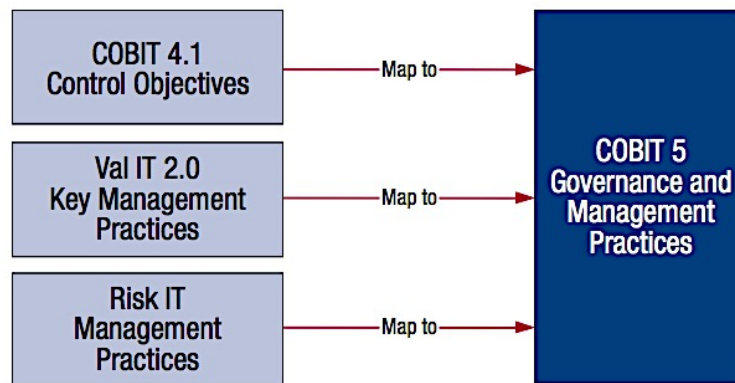 COBIT 4.1
Control Objectives
Map to
Val IT 2.0
Key Management
Practices
Map to
Risk IT
Management
Practices
Map to
COBIT 5
Governance and
Management
Practices